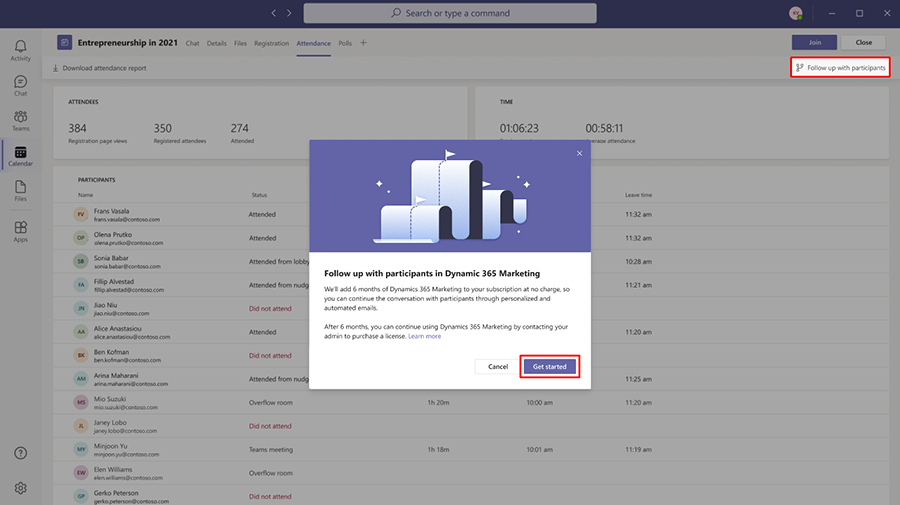 Search or type a command
KV
Activity
Chat
Teams
Calendar
Files
Apps
Entrepreneurship in 2021
Chat Details Files Registration Attendance Polls
Join Close
Download attendance report
Follow up with participants
ATTENDEES
384 350 274
Registration page views Registered attendees Attended
TIME
01:06:23 00:58:11
average attendance
PARTICIPANTS
Name Status Leave time
FV Frans Vasala Attended 11:32 am
frans.vasala@contoso.com
OP Olena Prutko Attended 11:32 am
olena.prutko@contoso.com
SB Sonia Babar Attended from lobby 10:28 am
sonia.babar@contoso.com
FA Fillip Alvestad Attended from nudg 11:21 am
fillip.alvestad@contoso.com
JN Jiao Niu Did not attend
jiao.niu@contoso.com
AA Alice Anastasiou Attended 11:20 am
alice.anastasiou@contoso.com
BK Ben Kofman Did not attend
ben.kofman@contoso.com
AM Arina Maharani Attended from nudg 11:25 am
arina.maharani@contoso.com
MS Mio Suzuki Overflow room 1h 20m 10:00 am 11:20 am
mio.suzuki@contoso.com
JL Janey Lobo Did not attend
janey.lobo@contoso.com
MY Minjoon Yu Teams meeting 1h 18m 10:01 am 11:19 am
minjoon.yu@contoso.com
EW Elen Williams Overflow room
elen.williams@contoso.com
GP Gerko Peterson Did not attend
gerko.peterson@contoso.com
Follow up with participants in Dynamic 365 Marketing
We'll add 6 months of Dynamics 365 Marketing to your subscription at no charge, so
you can continue the conversation with participants through personalized and
automated emails.
After 6 months, you can continue using Dynamics 365 Marketing by contacting your
admin to purchase a license. Learn more
Cancel Get started